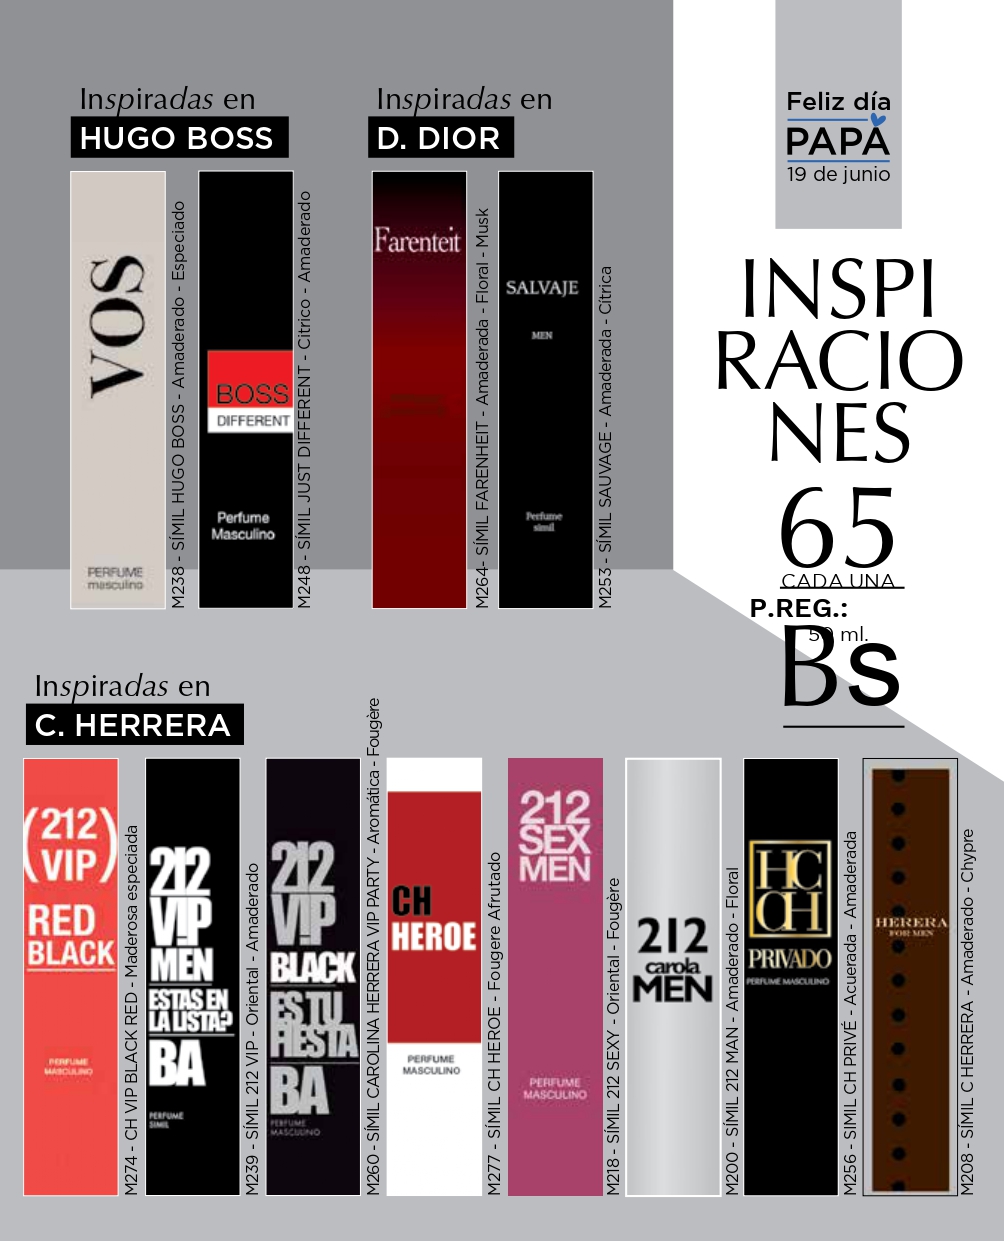 Inspiradas en
HUGO BOSS
Inspiradas en
D. DIOR
Feliz día
PAPÁ
19 de junio
VOS
PERFUME
masculino
M238 - SÍMIL HUGO BOSS - Amaderado - Especiado
BOSS
DIFFERENT
Perfume
Masculino
M248 - SÍMIL JUST DIFFERENT - Citrico - Amaderado
Farenteit
M264- SÍMIL FARENHEIT - Amaderada - Floral - Musk
SALVAJE
MEN
Perfume
simil
M253 - SÍMIL SAUVAGE - Amaderada - Cítrica
INSPI
RACIO
NES
65
CADA UNA
P.REG.:
50 ml.
Bs
Inspiradas en
C. HERRERA
(212)
(VIP)
RED
BLACK
PERFUME
MASCULINO
M274 - CH VIP BLACK RED - Maderosa especiada
212
VIP
MEN
ESTAS EN
LA LISTA?
BA
PERFUME
SIMIL
M239 - SÍMIL 212 VIP - Oriental - Amaderado
212
VIP
BLACK
ES TU
FIESTA
BA
PERFUME
MASCULINO
M260 - SÍMIL CAROLINA HERRERA VIP PARTY - Aromática - Fougère
CH
HEROE
PERFUME
MASCULINO
M277 - SÍMIL CH HEROE - Fougere Afrutado
212
SEX
MEN
PERFUME
MASCULINO
M218 - SÍMIL 212 SEXY - Oriental - Fougère
212
carola
MEN
M200 - SÍMIL 212 MAN - Amaderado - Floral
HC
CH
PRIVADO
PERFUME MASCULINO
M256 - SIMIL CH PRIVÉ - Acuerada - Amaderada
HERERA
FOR MEN
M208 - SÍMIL C HERRERA - Amaderado - Chypre